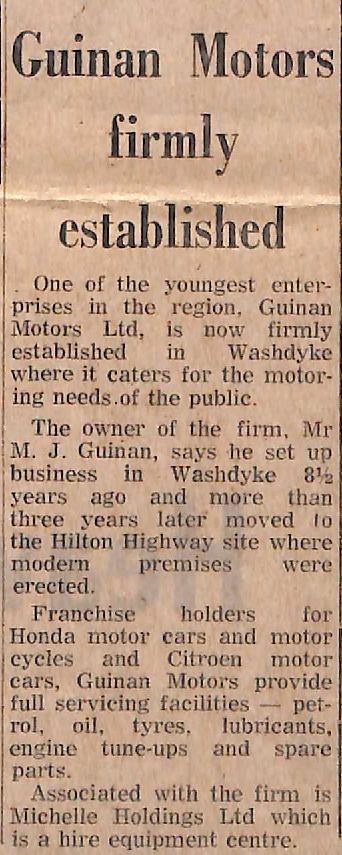 Guinan Motors
firmly
established
. One of the youngest enter-
prises in the region, Guinan
Motors Ltd, is now firmly
established in Washdyke
where it caters for the motor-
ing needs.of the public.
The owner of the firm, Mr
M. J. Guinan, says he set up
business in Washdyke 8½
years ago and more than
three years later moved to
the Hilton Highway site where
modern premises were
erected.
Franchise holders for
Honda motor cars and motor
cycles and Citroen motor
cars, Guinan Motors provide
full servicing facilities — pet-
rol, oil, tyres, lubricants,
engine tune-ups and spare
parts.
Associated with the firm is
Michelle Holdings Ltd which
is a hire equipment centre.